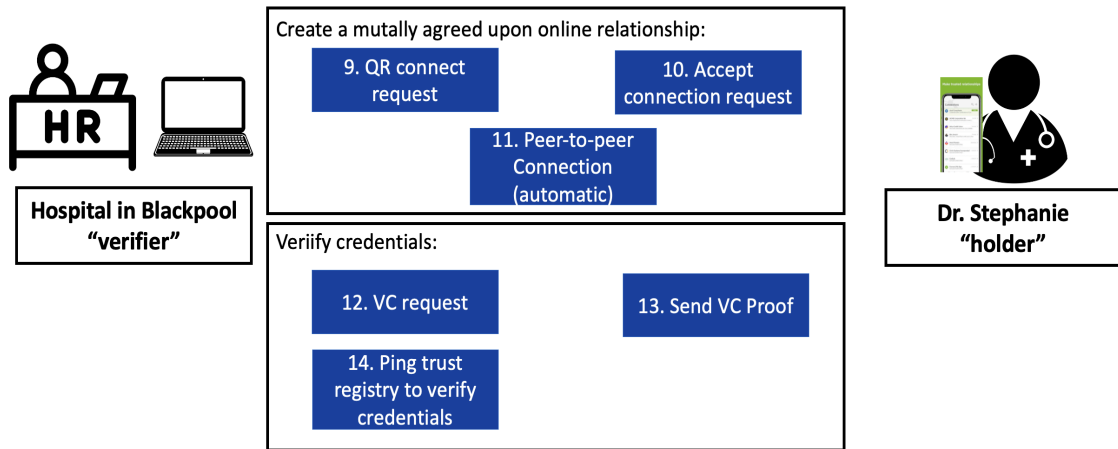 Create a mutally agreed upon online relationship:
9. QR connect
request
10. Accept
connection request
11. Peer-to-peer
Connection
(automatic)
HR
Hospital in Blackpool
“verifier”
Dr. Stephanie
“holder”
Veriify credentials:
12. VC request
13. Send VC Proof
14. Ping trust
registry to verify
credentials